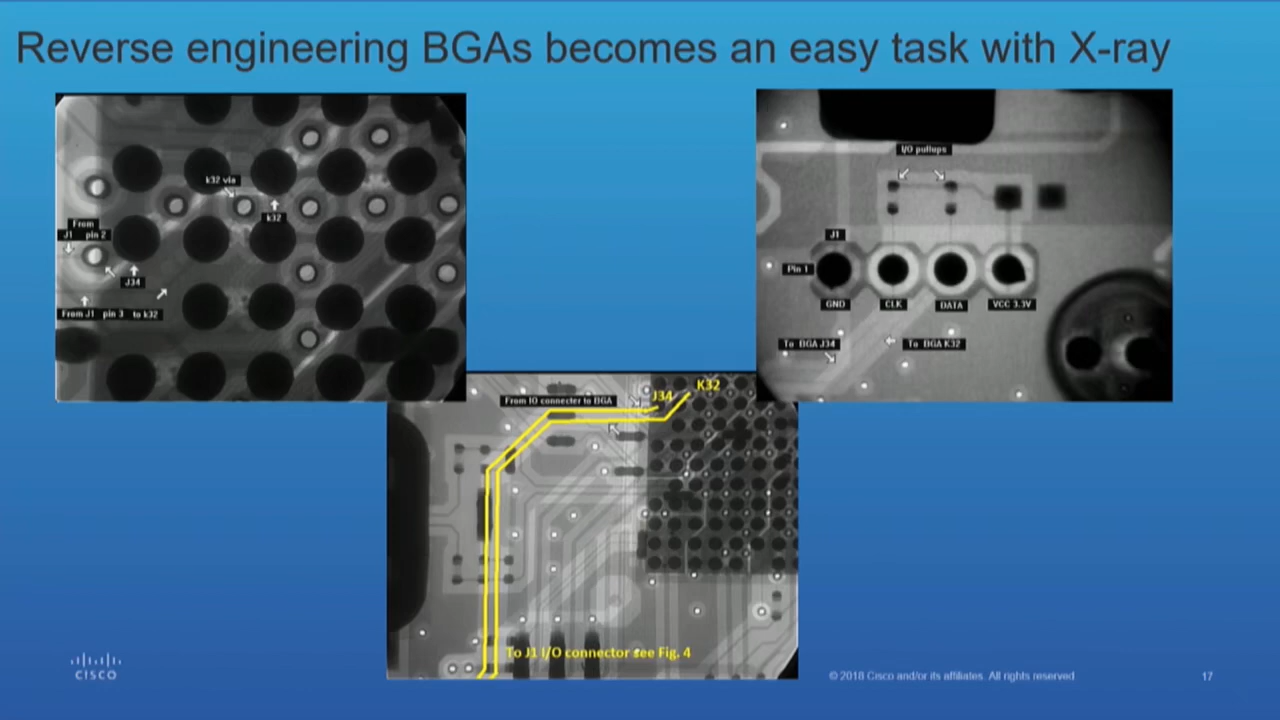 Reverse engineering BGAs becomes an easy task with X-ray
k32 via
k32
From
J1 pin 2
J34
From J1 pin 3 to k32
I/O pullups
J1
Pin 1
GND
CLK
DATA
VCC 3.3V
To BGA J34
To BGA K32
From IO connecter to BGA
J34
K32
To J1 I/O connector see Fig. 4
CISCO
© 2018 Cisco and/or its affiliates. All rights reserved
17